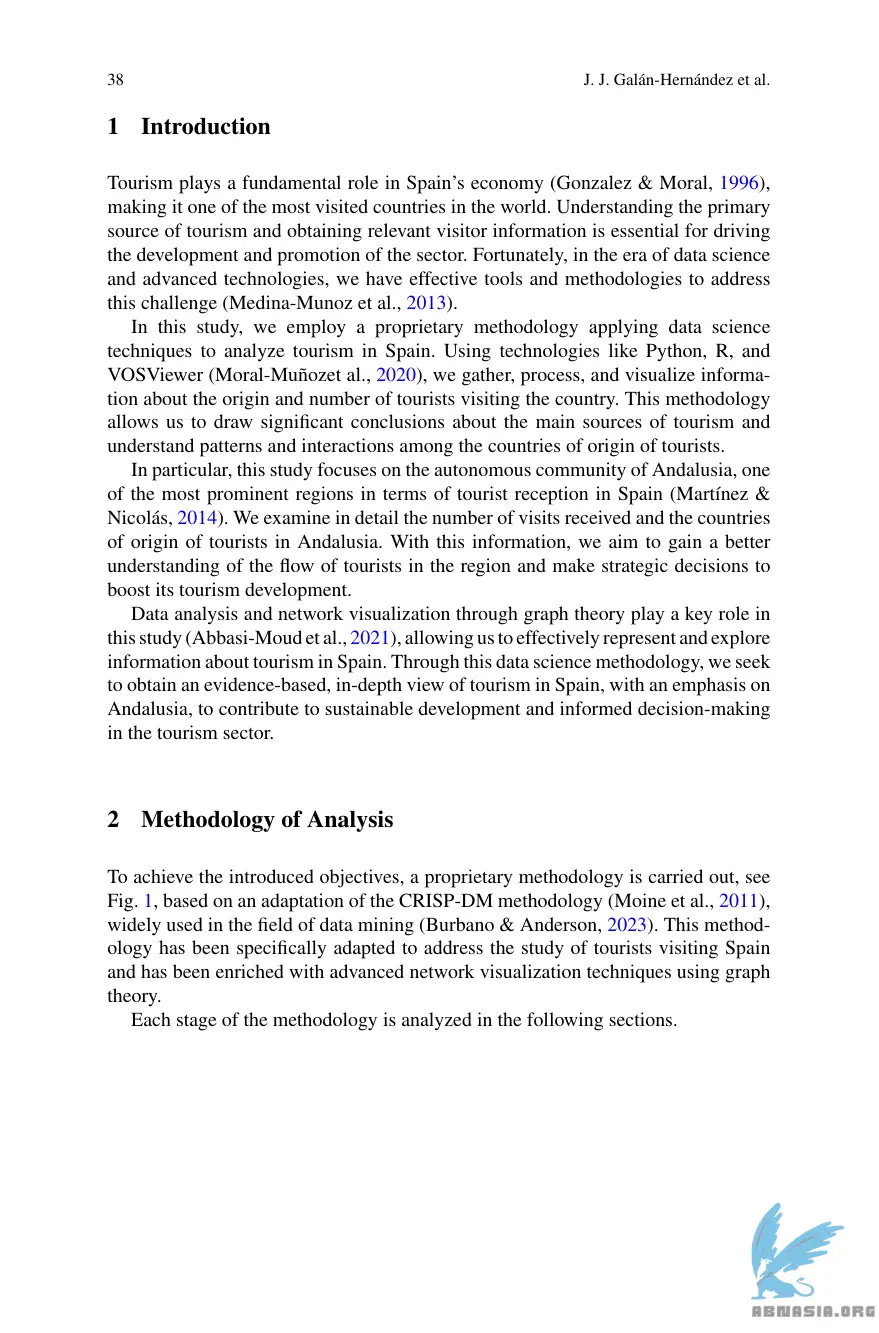 38
J. J. Galán-Hernández et al.
1 Introduction
Tourism plays a fundamental role in Spain’s economy (Gonzalez & Moral, 1996),
making it one of the most visited countries in the world. Understanding the primary
source of tourism and obtaining relevant visitor information is essential for driving
the development and promotion of the sector. Fortunately, in the era of data science
and advanced technologies, we have effective tools and methodologies to address
this challenge (Medina-Munoz et al., 2013).
In this study, we employ a proprietary methodology applying data science
techniques to analyze tourism in Spain. Using technologies like Python, R, and
VOSViewer (Moral-Muñozet al., 2020), we gather, process, and visualize informa-
tion about the origin and number of tourists visiting the country. This methodology
allows us to draw significant conclusions about the main sources of tourism and
understand patterns and interactions among the countries of origin of tourists.
In particular, this study focuses on the autonomous community of Andalusia, one
of the most prominent regions in terms of tourist reception in Spain (Martínez &
Nicolás, 2014). We examine in detail the number of visits received and the countries
of origin of tourists in Andalusia. With this information, we aim to gain a better
understanding of the flow of tourists in the region and make strategic decisions to
boost its tourism development.
Data analysis and network visualization through graph theory play a key role in
this study (Abbasi-Moud et al., 2021), allowing us to effectively represent and explore
information about tourism in Spain. Through this data science methodology, we seek
to obtain an evidence-based, in-depth view of tourism in Spain, with an emphasis on
Andalusia, to contribute to sustainable development and informed decision-making
in the tourism sector.
2 Methodology of Analysis
To achieve the introduced objectives, a proprietary methodology is carried out, see
Fig. 1, based on an adaptation of the CRISP-DM methodology (Moine et al., 2011),
widely used in the field of data mining (Burbano & Anderson, 2023). This method-
ology has been specifically adapted to address the study of tourists visiting Spain
and has been enriched with advanced network visualization techniques using graph
theory.
Each stage of the methodology is analyzed in the following sections.
ABNASIA.ORG